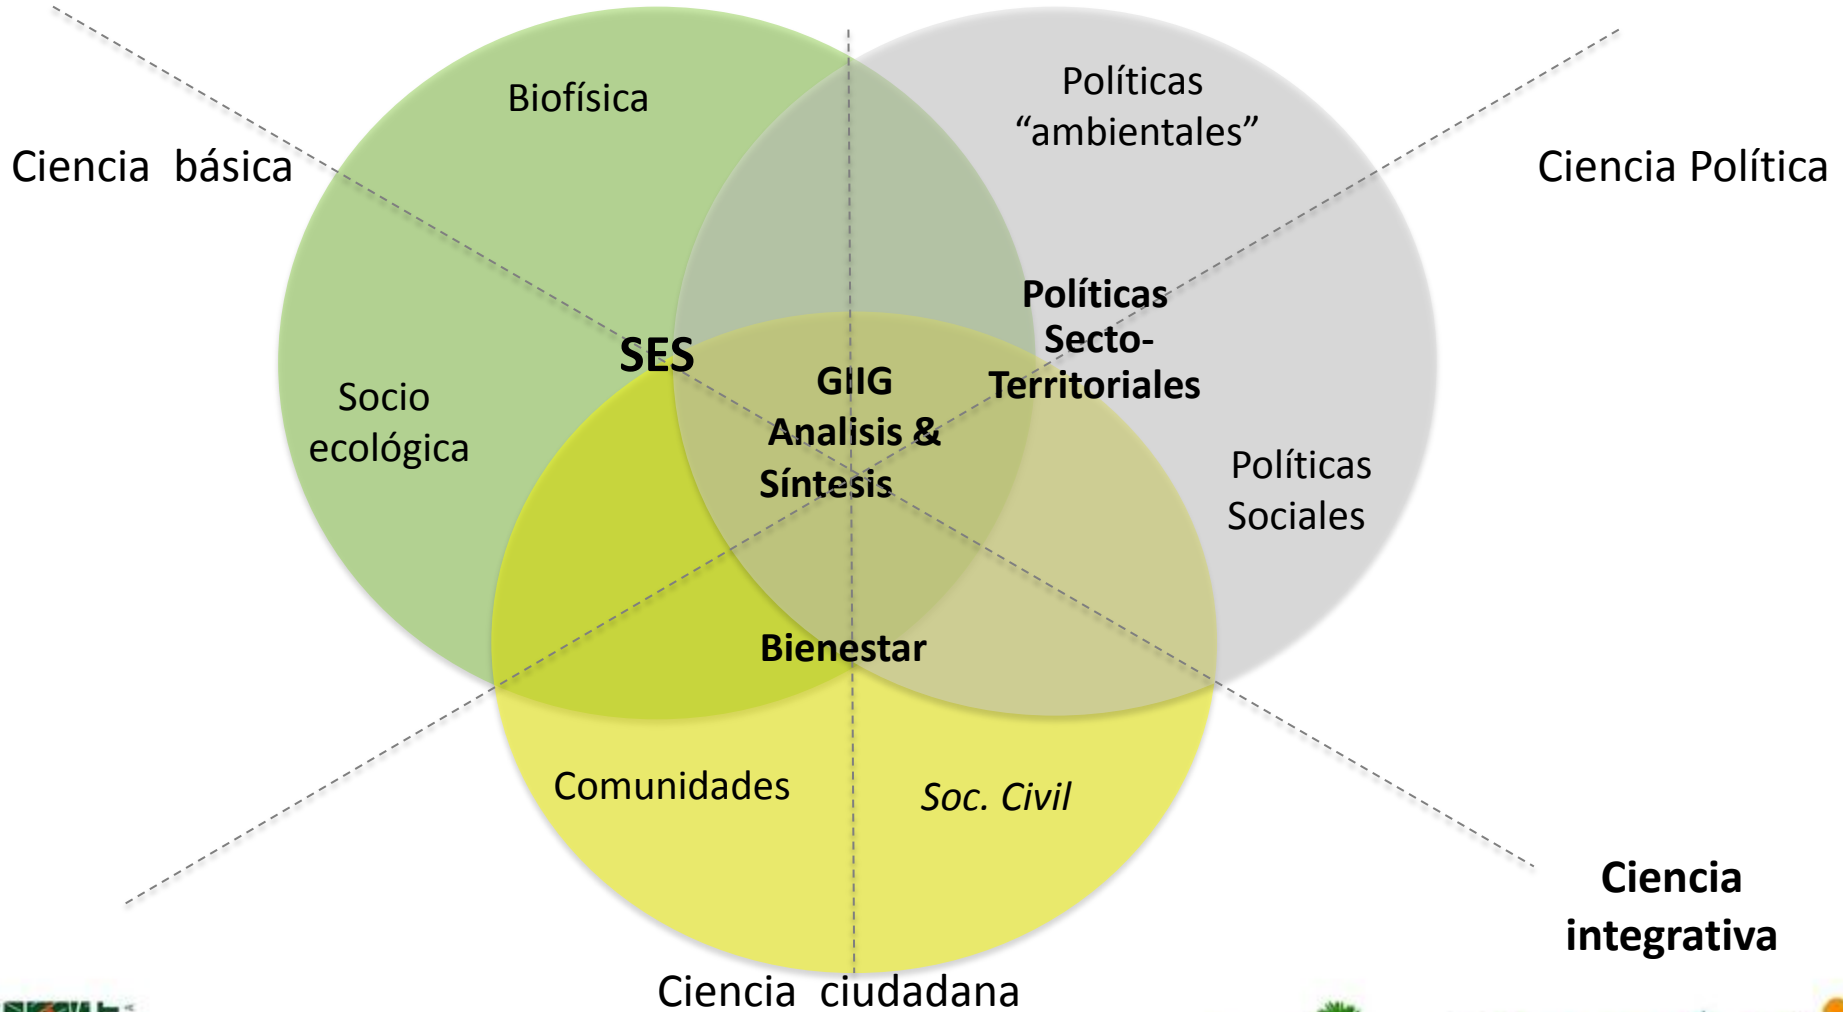 Biofísica
Políticas
“ambientales”
Ciencia básica
Ciencia Política
Políticas
Secto-
Territoriales
SES
GIIG
Analisis &
Síntesis
Socio
ecológica
Políticas
Sociales
Bienestar
Comunidades
Soc. Civil
Ciencia
integrativa
Ciencia ciudadana